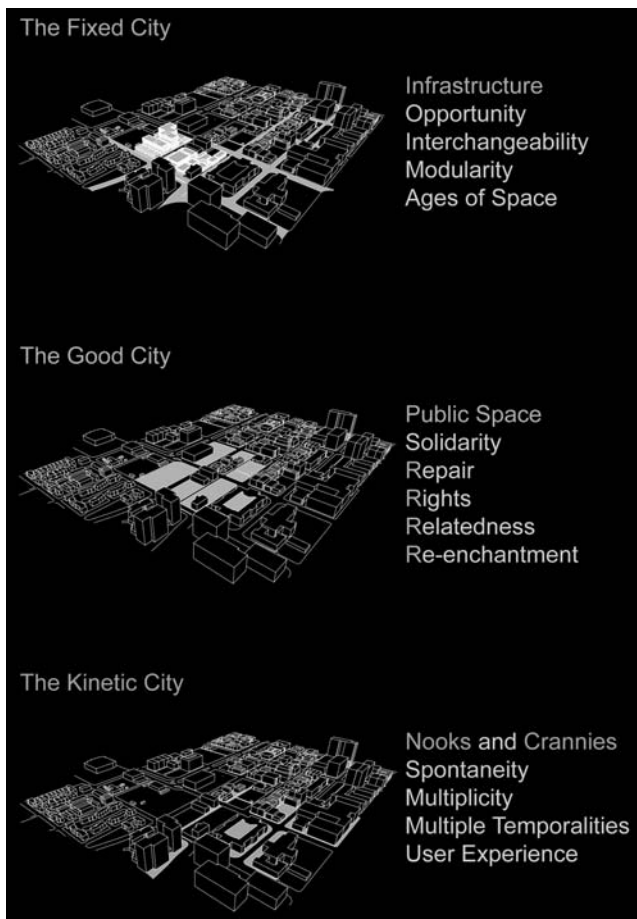 The Fixed City
Infrastructure
Opportunity
Interchangeability
Modularity
Ages of Space
The Good City
Public Space
Solidarity
Repair
Rights
Relatedness
Re-enchantment
The Kinetic City
Nooks and Crannies
Spontaneity
Multiplicity
Multiple Temporalities
User Experience